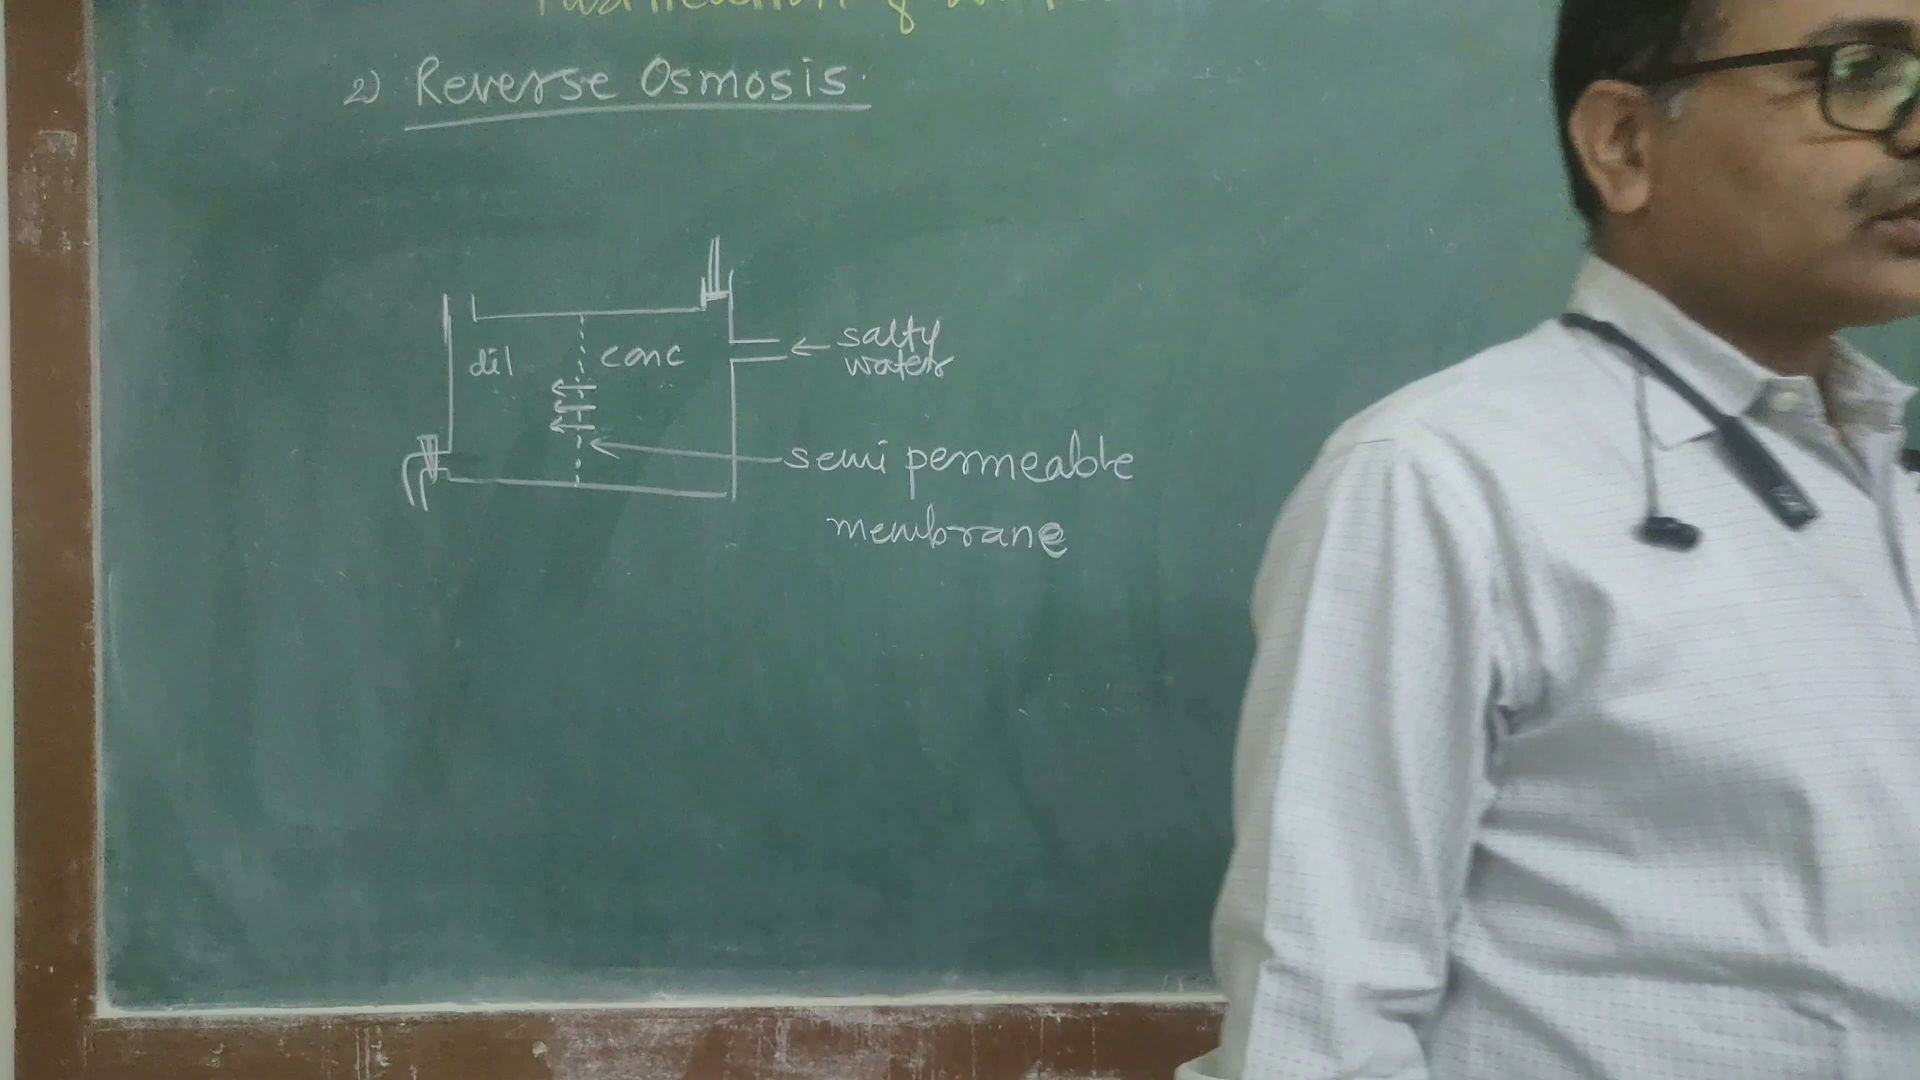 2) Reverse Osmosis
dil conc ← salty
water
semi permeable
membrane